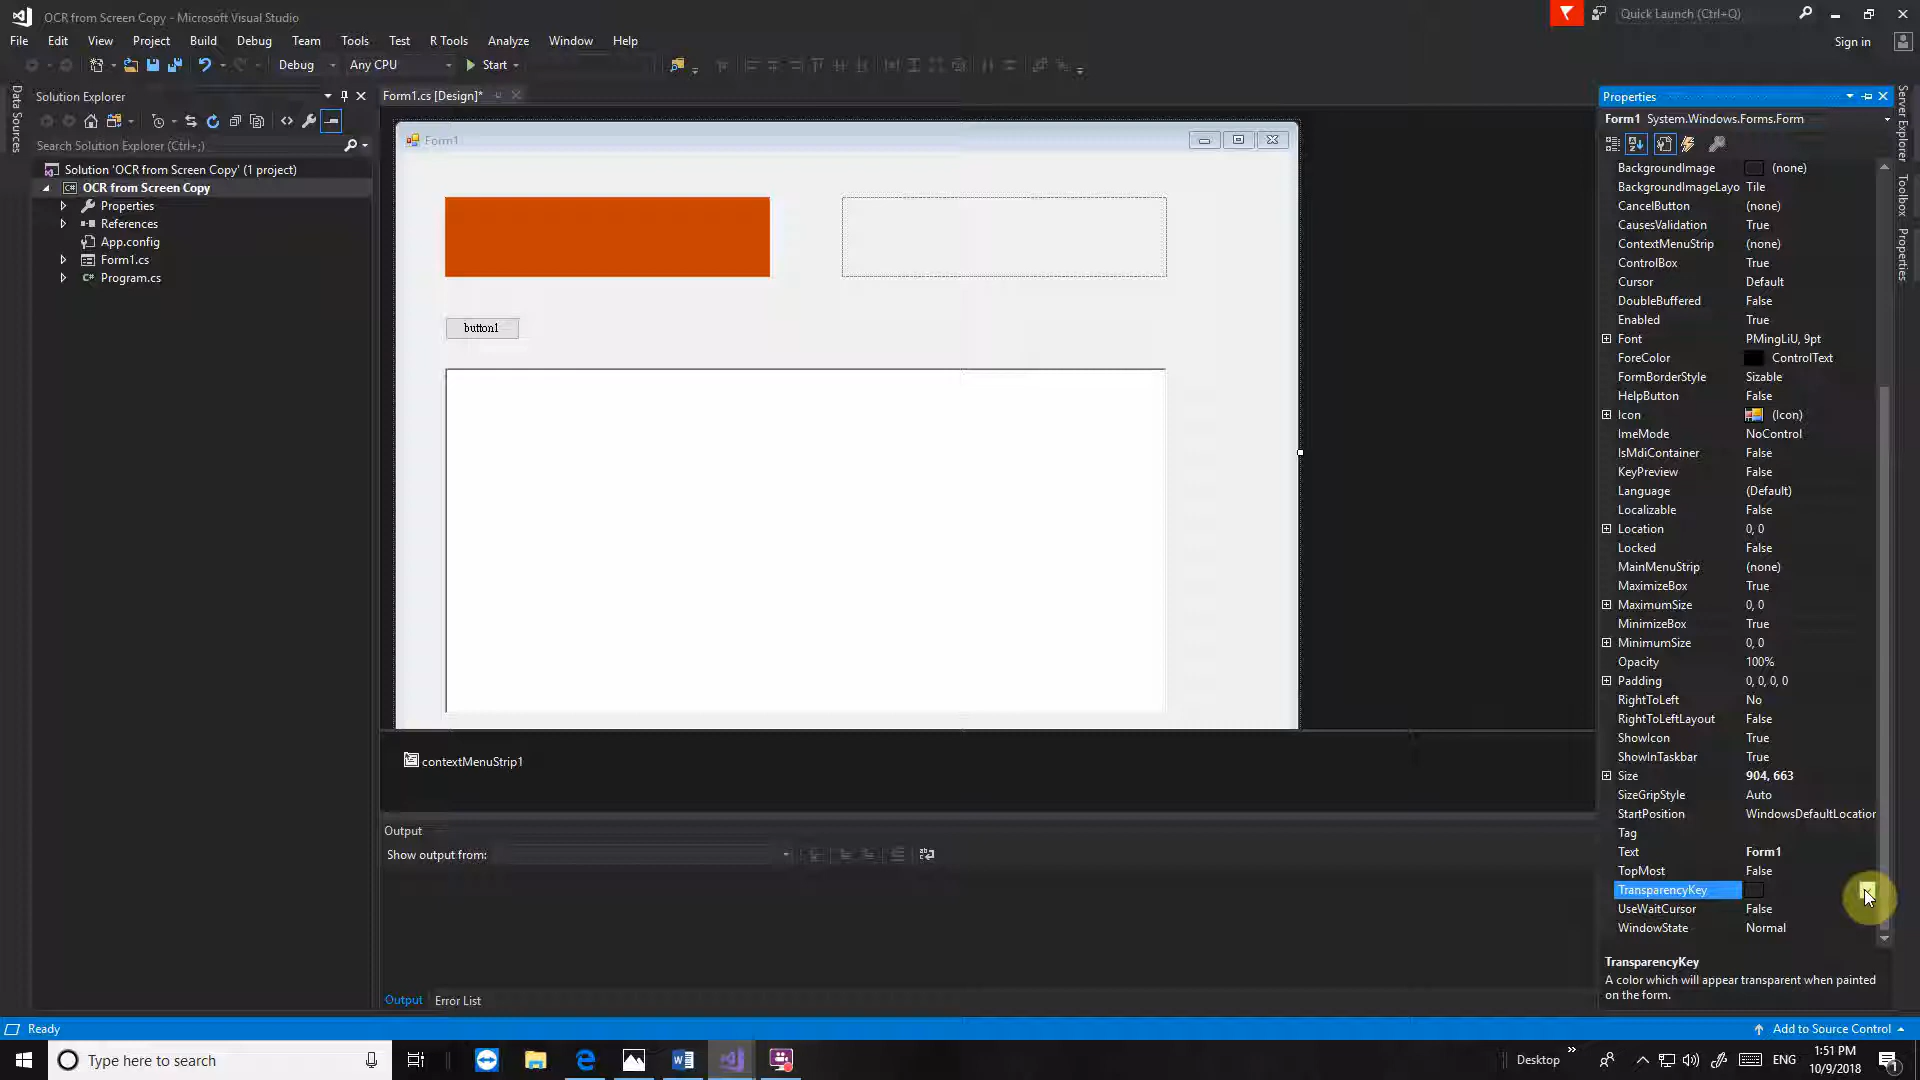 OCR from Screen Copy - Microsoft Visual Studio
Quick Launch (Ctrl+Q)
File Edit View Project Build Debug Team Tools Test R Tools Analyze Window Help
Sign in
Debug Any CPU Start
Data Sources
Solution Explorer
Search Solution Explorer (Ctrl+;)
Solution 'OCR from Screen Copy' (1 project)
OCR from Screen Copy
Properties
References
App.config
Form1.cs
Program.cs
Form1.cs [Design]*
Form1
button1
contextMenuStrip1
Output
Show output from:
Output Error List
Properties
Form1 System.Windows.Forms.Form
BackgroundImage (none)
BackgroundImageLayo Tile
CancelButton (none)
CausesValidation True
ContextMenuStrip (none)
ControlBox True
Cursor Default
DoubleBuffered False
Enabled True
Font PMingLiU, 9pt
ForeColor ControlText
FormBorderStyle Sizable
HelpButton False
Icon (Icon)
ImeMode NoControl
IsMdiContainer False
KeyPreview False
Language (Default)
Localizable False
Location 0, 0
Locked False
MainMenuStrip (none)
MaximizeBox True
MaximumSize 0, 0
MinimizeBox True
MinimumSize 0, 0
Opacity 100%
Padding 0, 0, 0, 0
RightToLeft No
RightToLeftLayout False
ShowIcon True
ShowInTaskbar True
Size 904, 663
SizeGripStyle Auto
StartPosition WindowsDefaultLocation
Tag
Text Form1
TopMost False
TransparencyKey
UseWaitCursor False
WindowState Normal
TransparencyKey
A color which will appear transparent when painted
on the form.
Server Explorer
Toolbox
Properties
Ready
Add to Source Control
Type here to search
Desktop
ENG
1:51 PM
10/9/2018
1